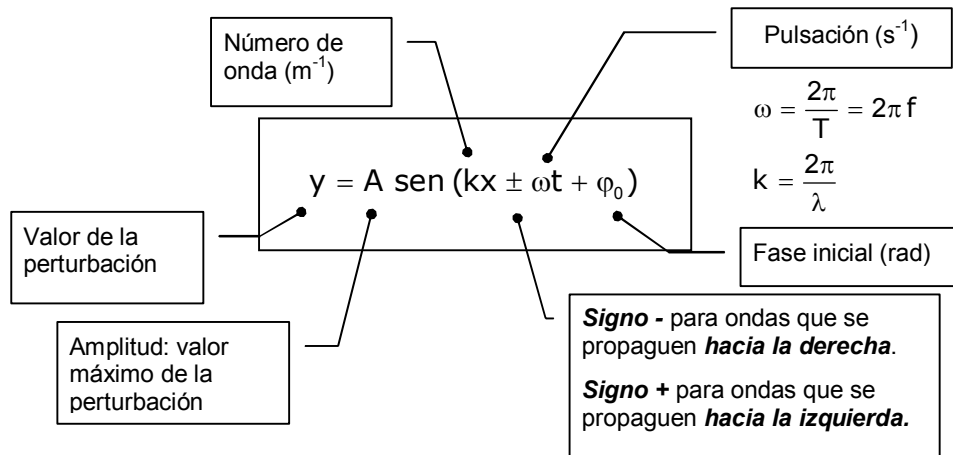 Número de
onda (m⁻¹)
Pulsación (s⁻¹)
ω = 2π/T = 2π f
k = 2π/λ
y = A sen (kx ± ωt + φ₀)
Valor de la
perturbación
Fase inicial (rad)
Amplitud: valor
máximo de la
perturbación
Signo - para ondas que se
propaguen hacia la derecha.
Signo + para ondas que se
propaguen hacia la izquierda.